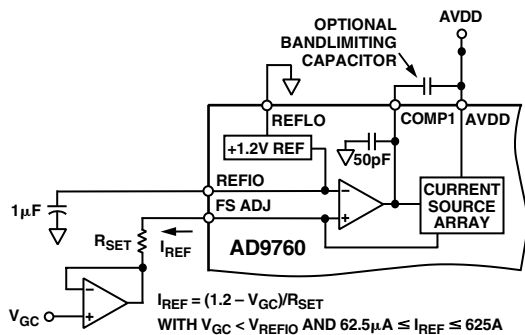 OPTIONAL
BANDLIMITING
CAPACITOR
AVDD
REFLO
COMP1
AVDD
+1.2V REF
50pF
REFIO
FS ADJ
CURRENT
SOURCE
ARRAY
1μF
RSET
IREF
AD9760
VGC
IREF = (1.2 – VGC)/RSET
WITH VGC < VREFIO AND 62.5μA ≤ IREF ≤ 625A